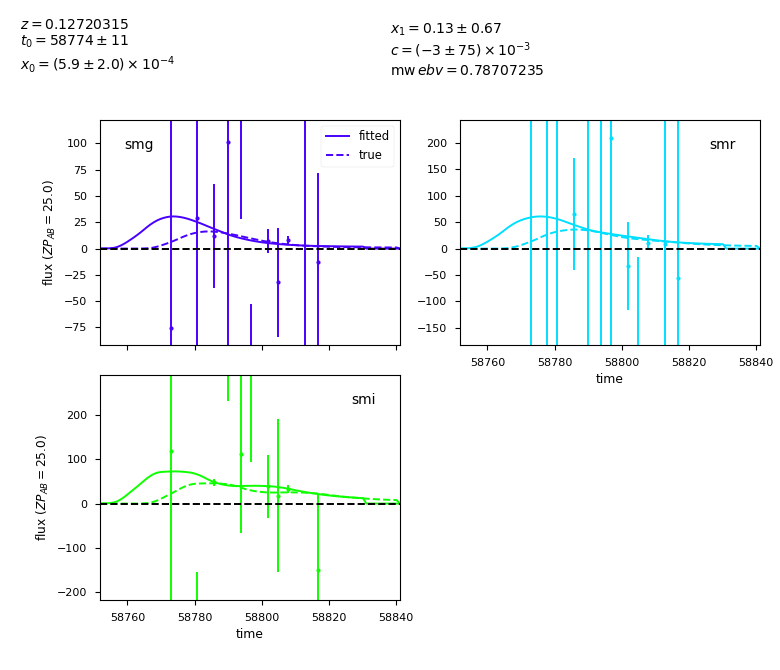 z = 0.12720315
t₀ = 58774 ± 11
x₀ = (5.9 ± 2.0) × 10⁻⁴
x₁ = 0.13 ± 0.67
c = (−3 ± 75) × 10⁻³
mw ebv = 0.78707235
smg
fitted
true
100
75
50
25
0
−25
−50
−75
flux (ZP_AB = 25.0)
smr
200
150
100
50
0
−50
−100
−150
58760 58780 58800 58820 58840
time
smi
200
100
0
−100
−200
flux (ZP_AB = 25.0)
58760 58780 58800 58820 58840
time